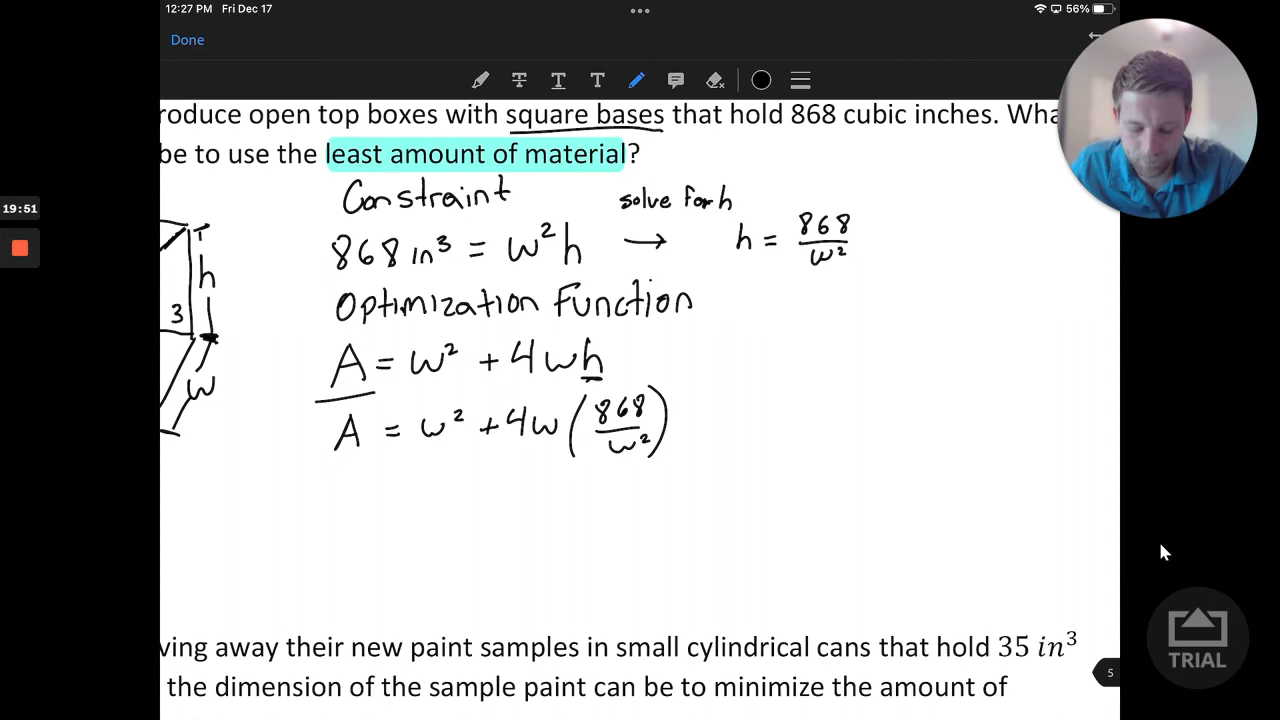 12:27 PM Fri Dec 17
56%
Done
roduce open top boxes with square bases that hold 868 cubic inches. Wha
be to use the least amount of material?
19:51
Constraint
solve for h
868 in³ = w²h → h = 868/w²
Optimization Function
h
3
w
A = w² + 4wh
A = w² + 4w(868/w²)
TRIAL
ving away their new paint samples in small cylindrical cans that hold 35 in³
5
the dimension of the sample paint can be to minimize the amount of